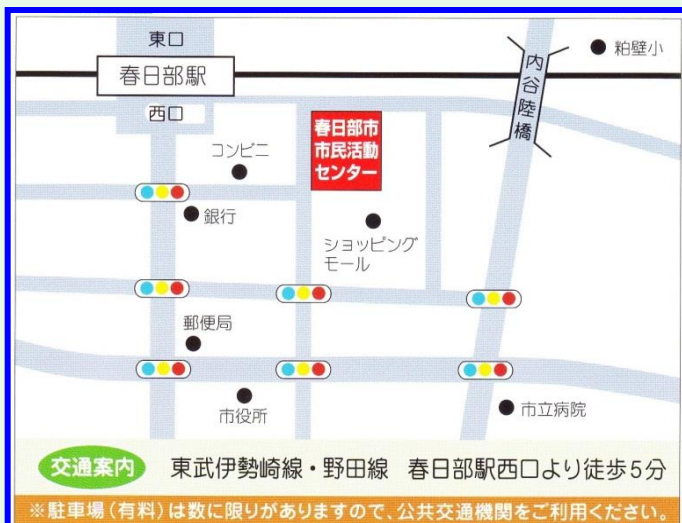 東口
春日部駅
西口
粕壁小
内谷陸橋
春日部市
市民活動
センター
コンビニ
銀行
ショッピング
モール
郵便局
市役所
市立病院
交通案内 東武伊勢崎線・野田線 春日部駅西口より徒歩5分
※駐車場(有料)は数に限りがありますので、公共交通機関をご利用ください。